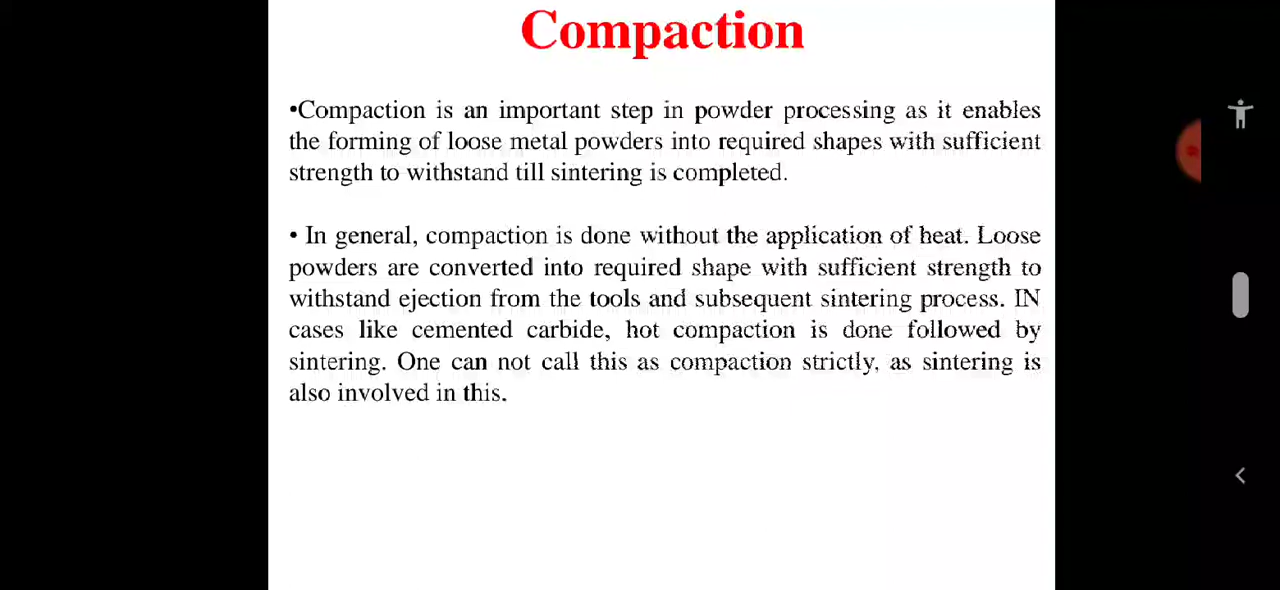 Compaction
•Compaction is an important step in powder processing as it enables
the forming of loose metal powders into required shapes with sufficient
strength to withstand till sintering is completed.
• In general, compaction is done without the application of heat. Loose
powders are converted into required shape with sufficient strength to
withstand ejection from the tools and subsequent sintering process. IN
cases like cemented carbide, hot compaction is done followed by
sintering. One can not call this as compaction strictly, as sintering is
also involved in this.